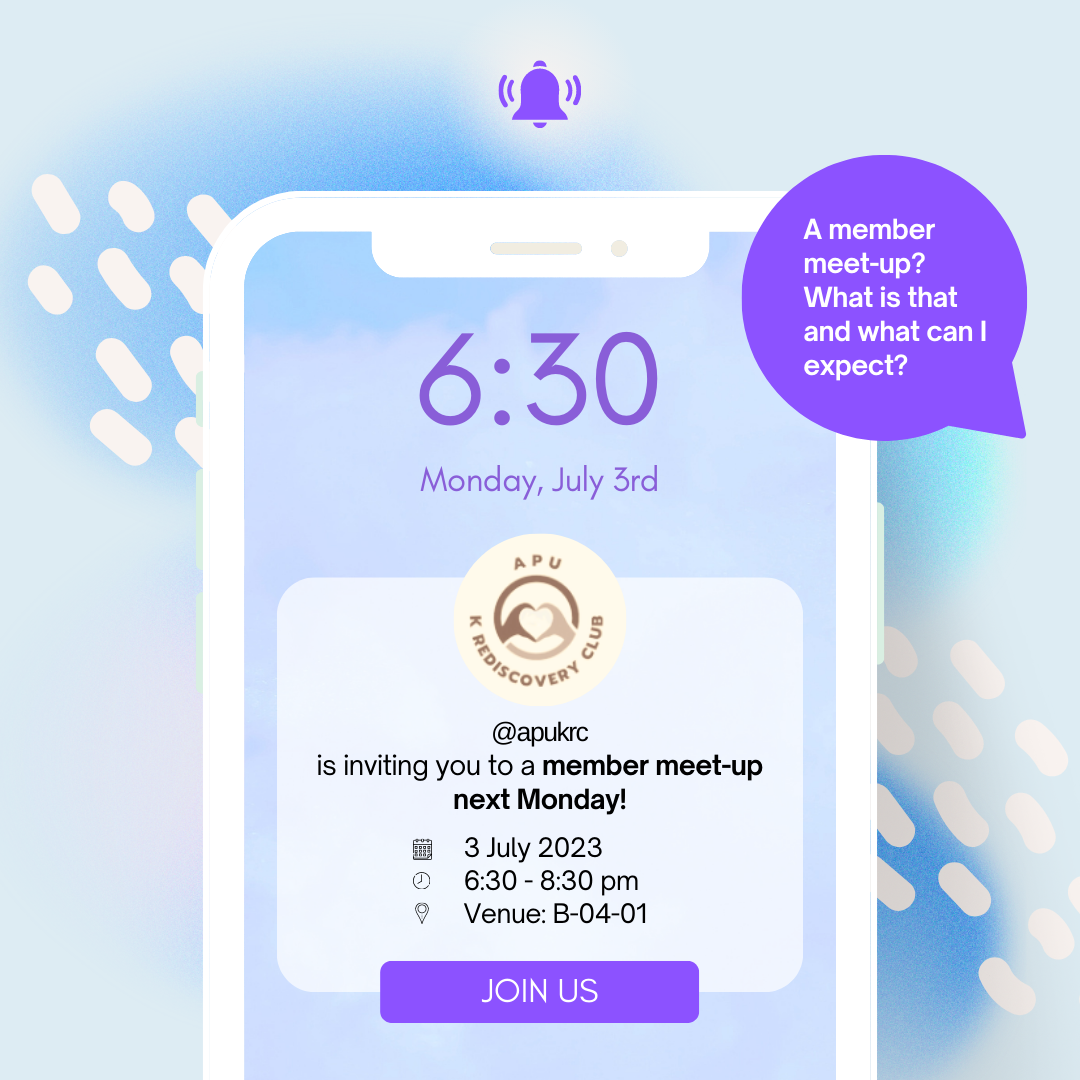 A member
meet-up?
What is that
and what can I
expect?
6:30
Monday, July 3rd
APU
K REDISCOVERY CLUB
@apukrc
is inviting you to a member meet-up
next Monday!
3 July 2023
6:30 - 8:30 pm
Venue: B-04-01
JOIN US